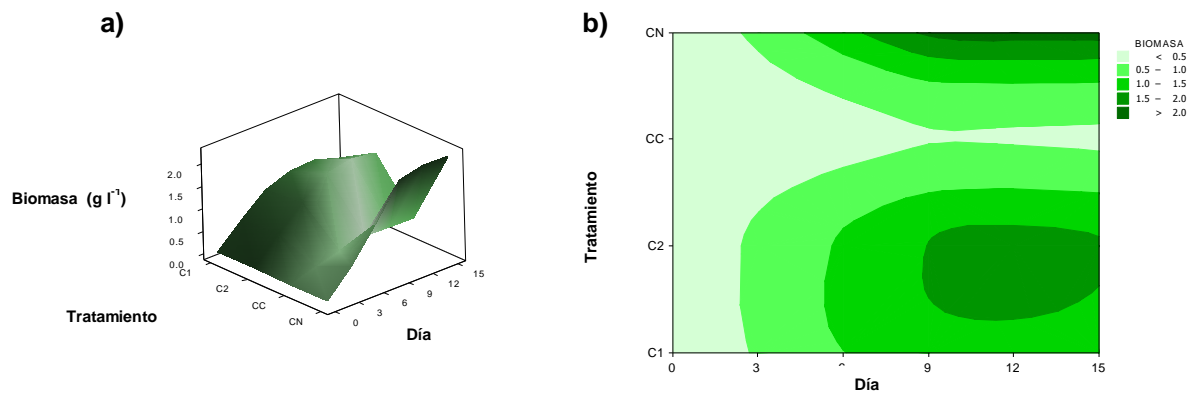 a)
Biomasa (g l⁻¹)
2.0
1.5
1.0
0.5
0.0
C1
C2
CC
CN
Tratamiento
0
3
6
9
12
15
Día
b)
CN
CC
C2
C1
Tratamiento
0
3
6
9
12
15
Día
BIOMASA
< 0.5
0.5 – 1.0
1.0 – 1.5
1.5 – 2.0
> 2.0